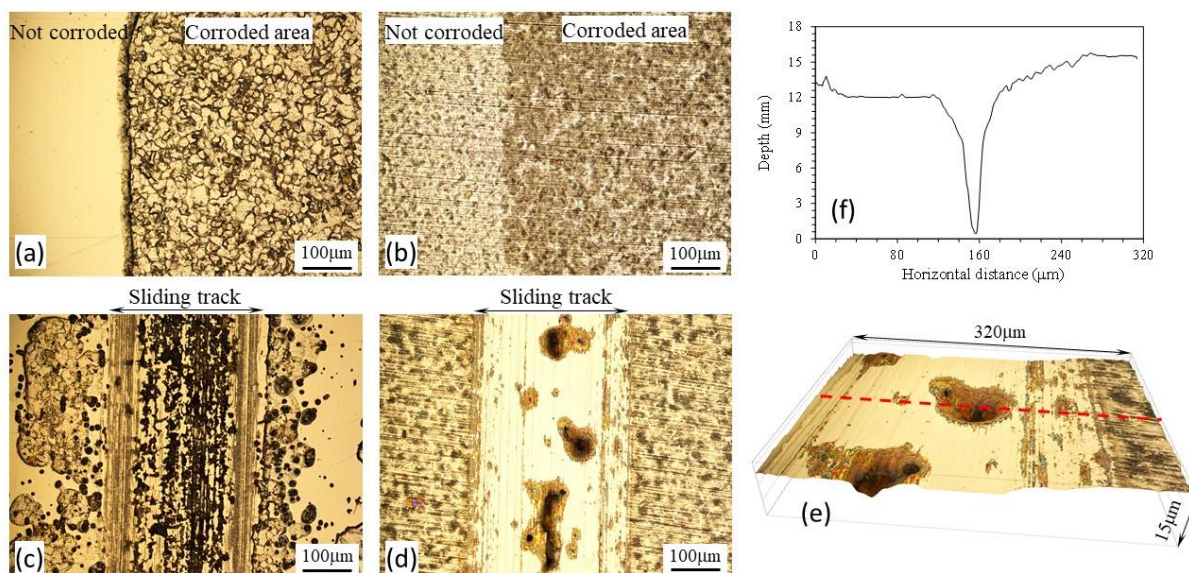 Not corroded
Corroded area
(a)
100μm
Not corroded
Corroded area
(b)
100μm
Depth (mm)
18
15
12
9
6
3
0
(f)
0
80
160
240
320
Horizontal distance (μm)
Sliding track
(c)
100μm
Sliding track
(d)
100μm
320μm
15μm
(e)